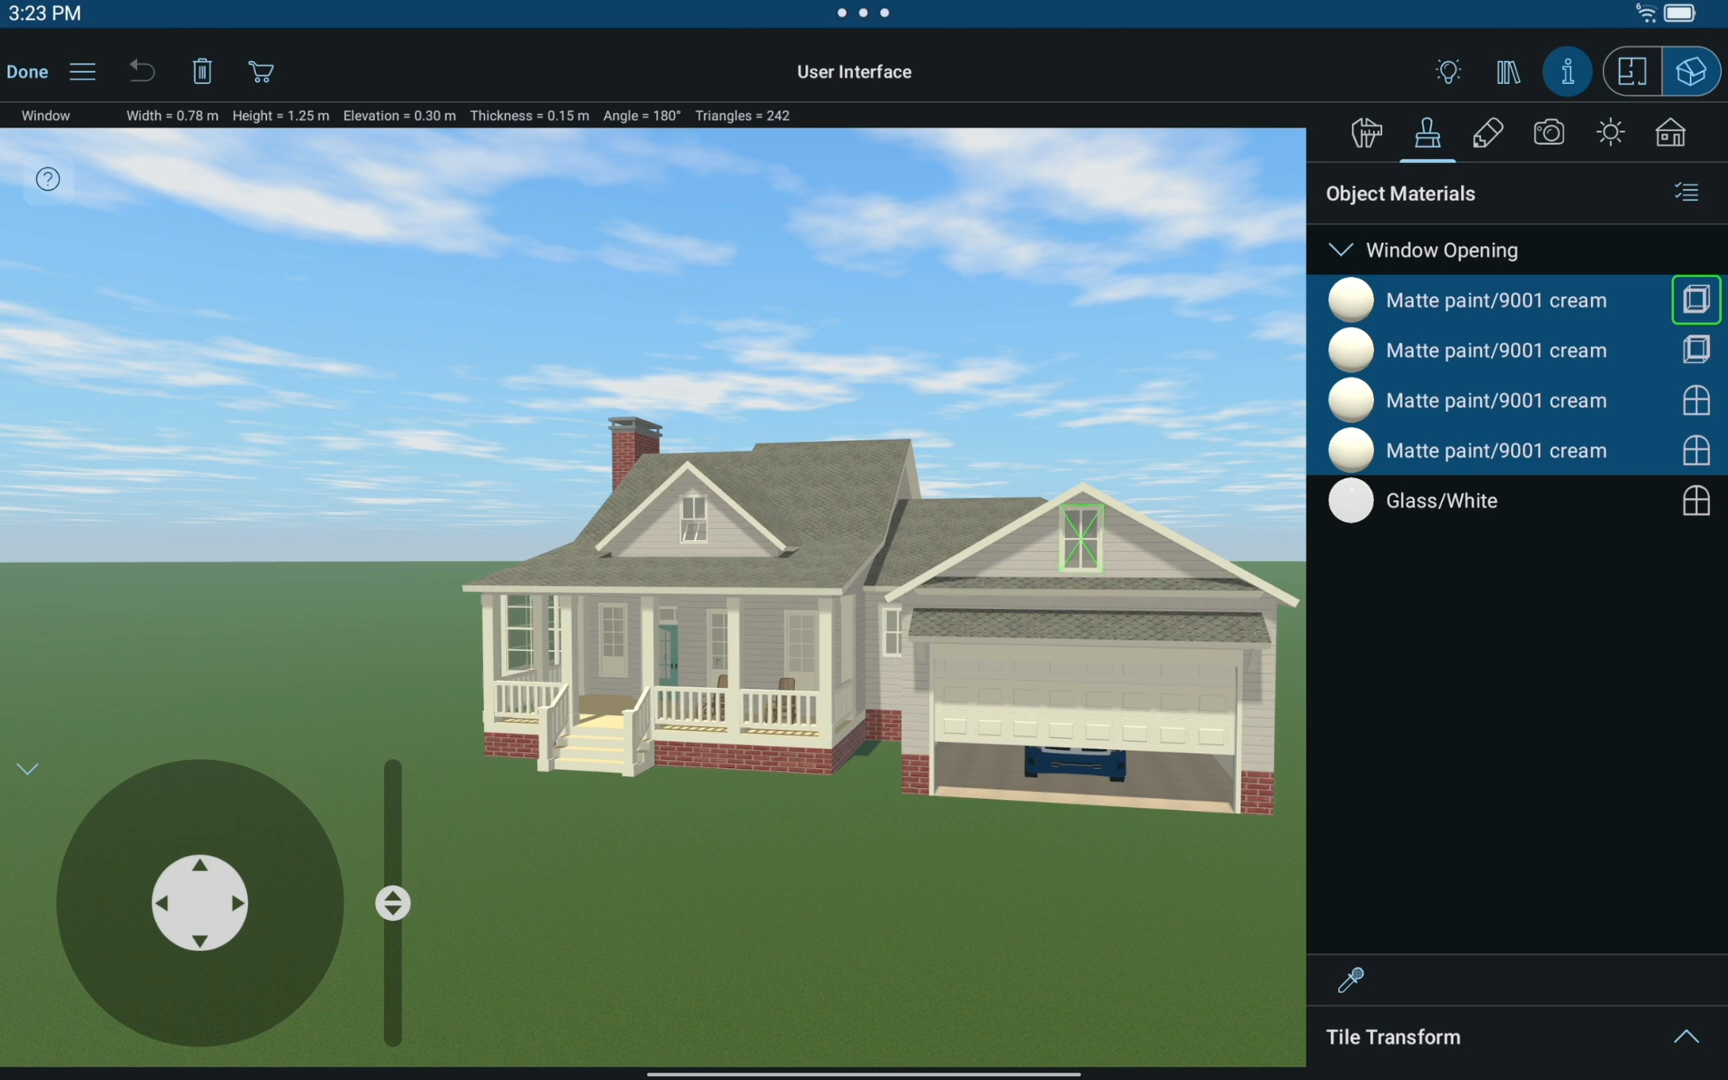 3:23 PM
Done
User Interface
Window Width = 0.78 m Height = 1.25 m Elevation = 0.30 m Thickness = 0.15 m Angle = 180° Triangles = 242
?
Object Materials
Window Opening
Matte paint/9001 cream
Matte paint/9001 cream
Matte paint/9001 cream
Matte paint/9001 cream
Glass/White
Tile Transform